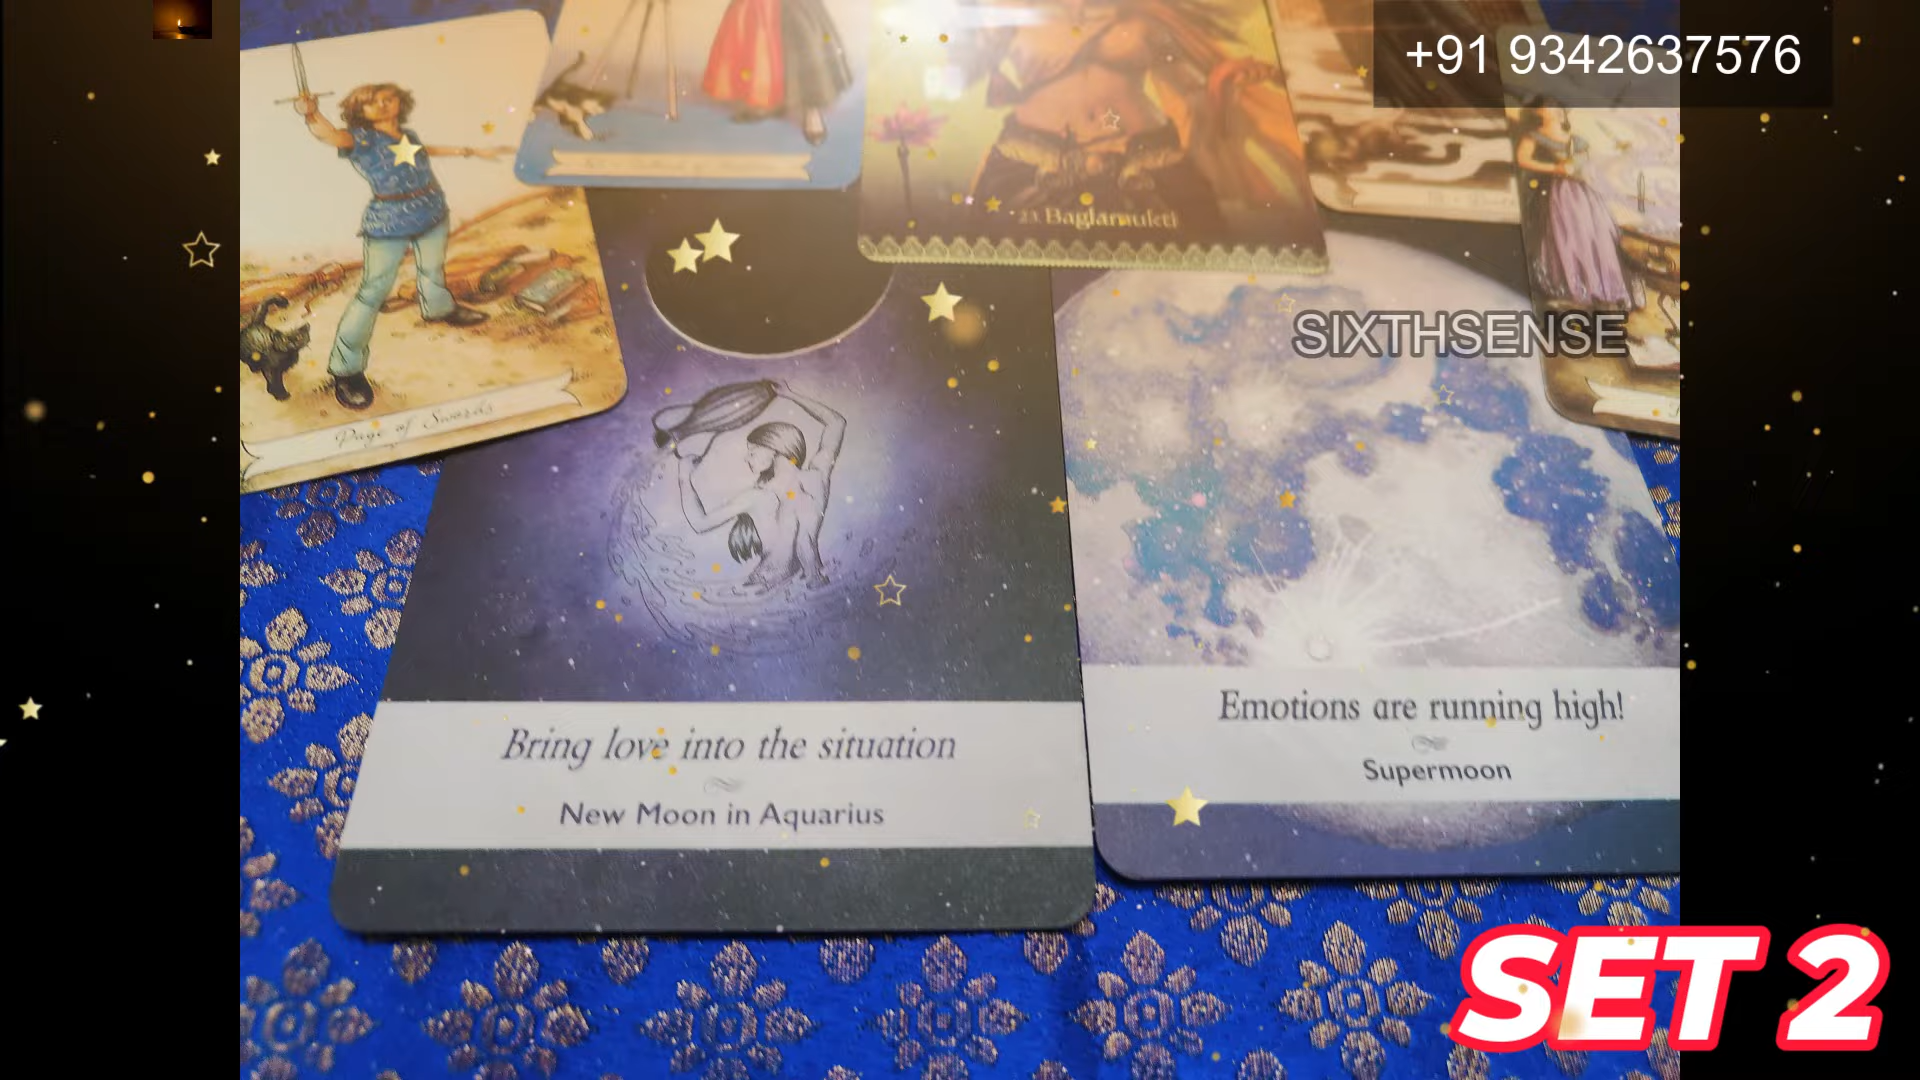 +91 9342637576
23. Baglamukti
SIXTHSENSE
Page of Swords
Bring love into the situation
New Moon in Aquarius
Emotions are running high!
Supermoon
SET 2